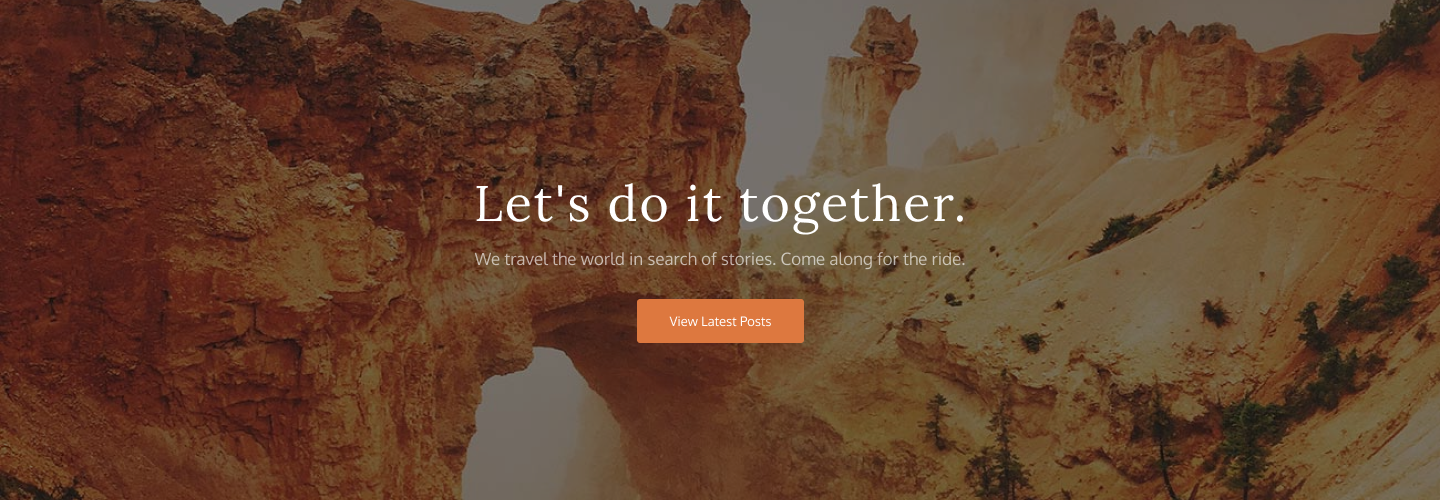 Let's do it together.
We travel the world in search of stories. Come along for the ride.
View Latest Posts